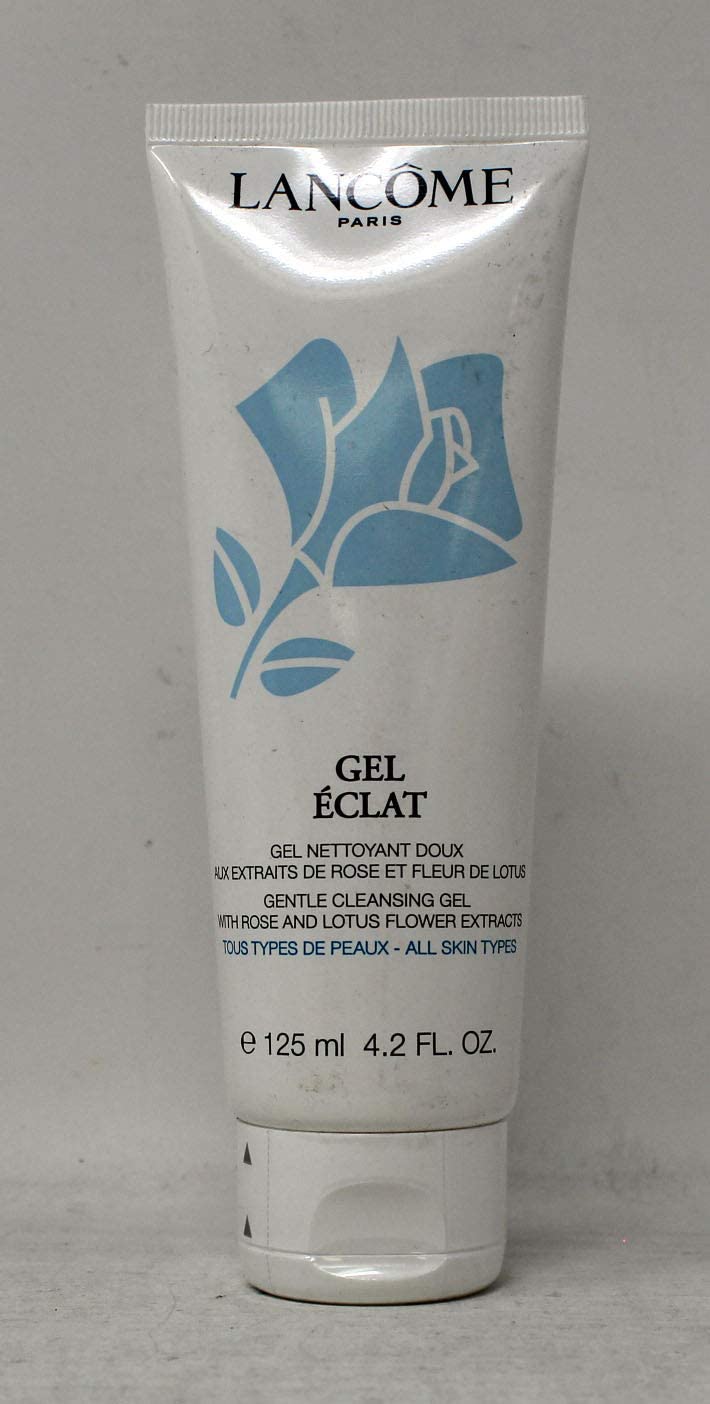 LANCÔME
PARIS
GEL
ÉCLAT
GEL NETTOYANT DOUX
AUX EXTRAITS DE ROSE ET FLEUR DE LOTUS
GENTLE CLEANSING GEL
WITH ROSE AND LOTUS FLOWER EXTRACTS
TOUS TYPES DE PEAUX - ALL SKIN TYPES
℮ 125 ml 4.2 FL. OZ.